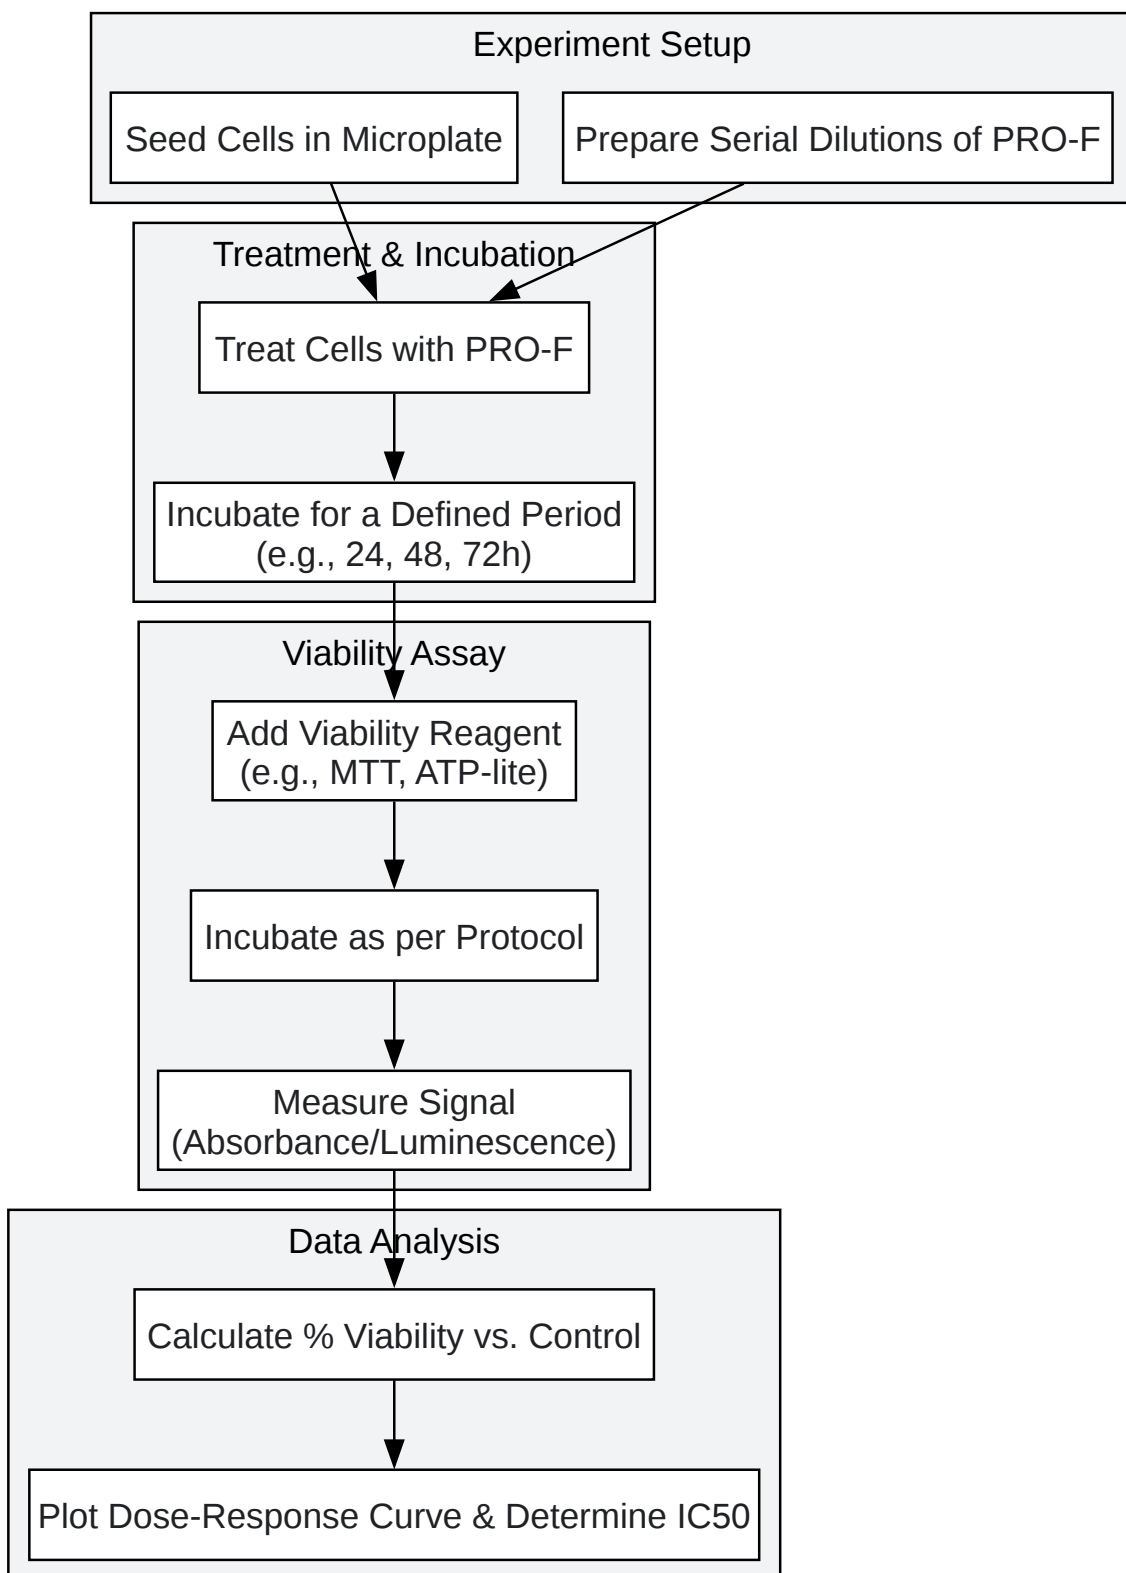 Experiment Setup
Seed Cells in Microplate
Prepare Serial Dilutions of PRO-F
Treatment & Incubation
Treat Cells with PRO-F
Incubate for a Defined Period
(e.g., 24, 48, 72h)
Viability Assay
Add Viability Reagent
(e.g., MTT, ATP-lite)
Incubate as per Protocol
Measure Signal
(Absorbance/Luminescence)
Data Analysis
Calculate % Viability vs. Control
Plot Dose-Response Curve & Determine IC50